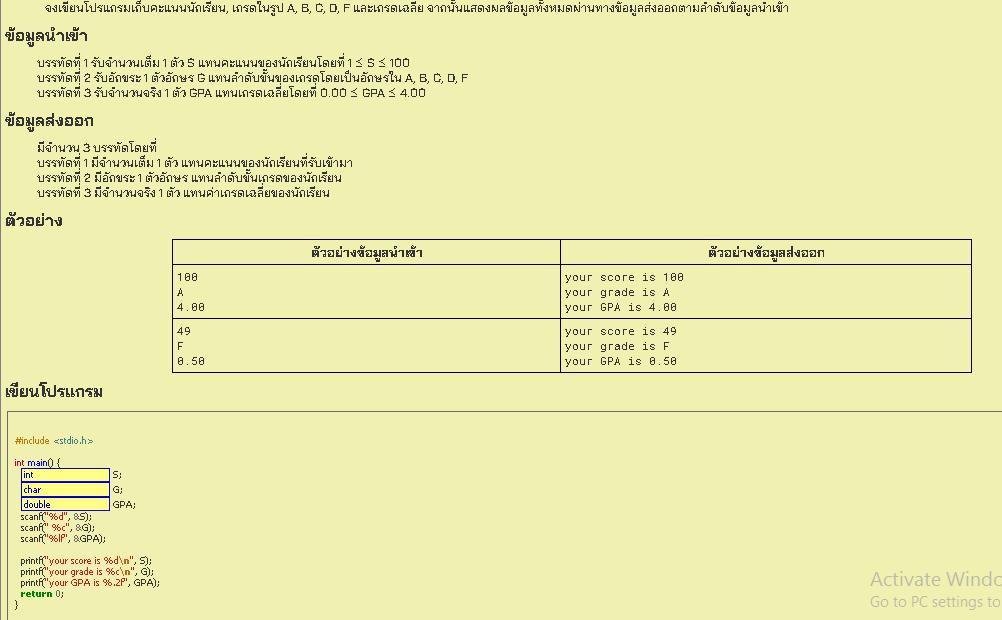 จงเขียนโปรแกรมเก็บคะแนนนักเรียน, เกรดในรูป A, B, C, D, F และเกรดเฉลี่ย จากนั้นแสดงผลข้อมูลทั้งหมดผ่านทางข้อมูลส่งออกตามลำดับข้อมูลนำเข้า
ข้อมูลนำเข้า
บรรทัดที่ 1 รับจำนวนเต็ม 1 ตัว S แทนคะแนนของนักเรียนโดยที่ 1 ≤ S ≤ 100
บรรทัดที่ 2 รับอักขระ 1 ตัวอักษร G แทนลำดับขั้นของเกรดโดยเป็นอักษรใน A, B, C, D, F
บรรทัดที่ 3 รับจำนวนจริง 1 ตัว GPA แทนเกรดเฉลี่ยโดยที่ 0.00 ≤ GPA ≤ 4.00
ข้อมูลส่งออก
มีจำนวน 3 บรรทัดโดยที่
บรรทัดที่ 1 มีจำนวนเต็ม 1 ตัว แทนคะแนนของนักเรียนที่รับเข้ามา
บรรทัดที่ 2 มีอักขระ 1 ตัวอักษร แทนลำดับขั้นเกรดของนักเรียน
บรรทัดที่ 3 มีจำนวนจริง 1 ตัว แทนค่าเกรดเฉลี่ยของนักเรียน
ตัวอย่าง
ตัวอย่างข้อมูลนำเข้า ตัวอย่างข้อมูลส่งออก
100 your score is 100
A your grade is A
4.00 your GPA is 4.00
49 your score is 49
F your grade is F
0.50 your GPA is 0.50
เขียนโปรแกรม
#include <stdio.h>
int main() {
int S;
char G;
double GPA;
scanf("%d", &S);
scanf(" %c", &G);
scanf("%lf", &GPA);
printf("your score is %d\n", S);
printf("your grade is %c\n", G);
printf("your GPA is %.2f", GPA);
return 0;
}
Activate Windo
Go to PC settings to